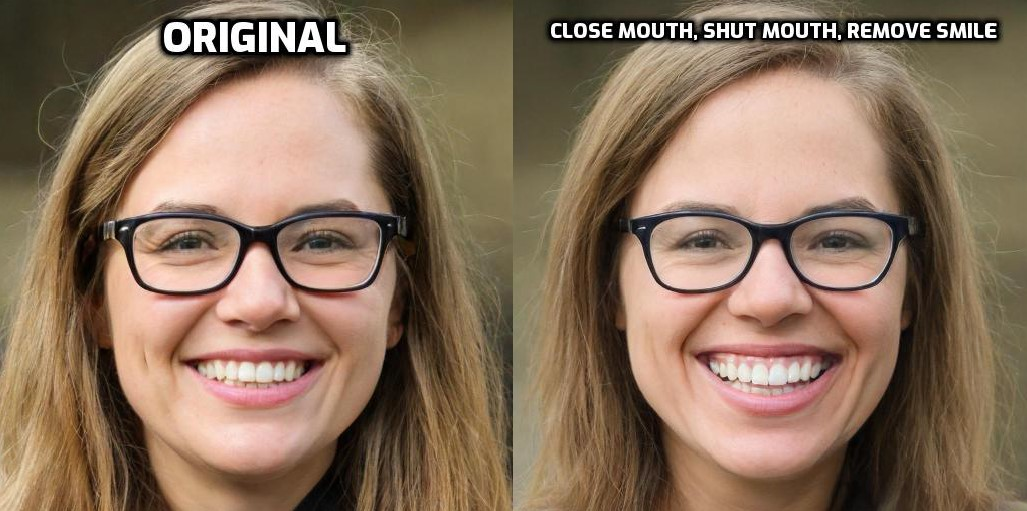 ORIGINAL
CLOSE MOUTH, SHUT MOUTH, REMOVE SMILE